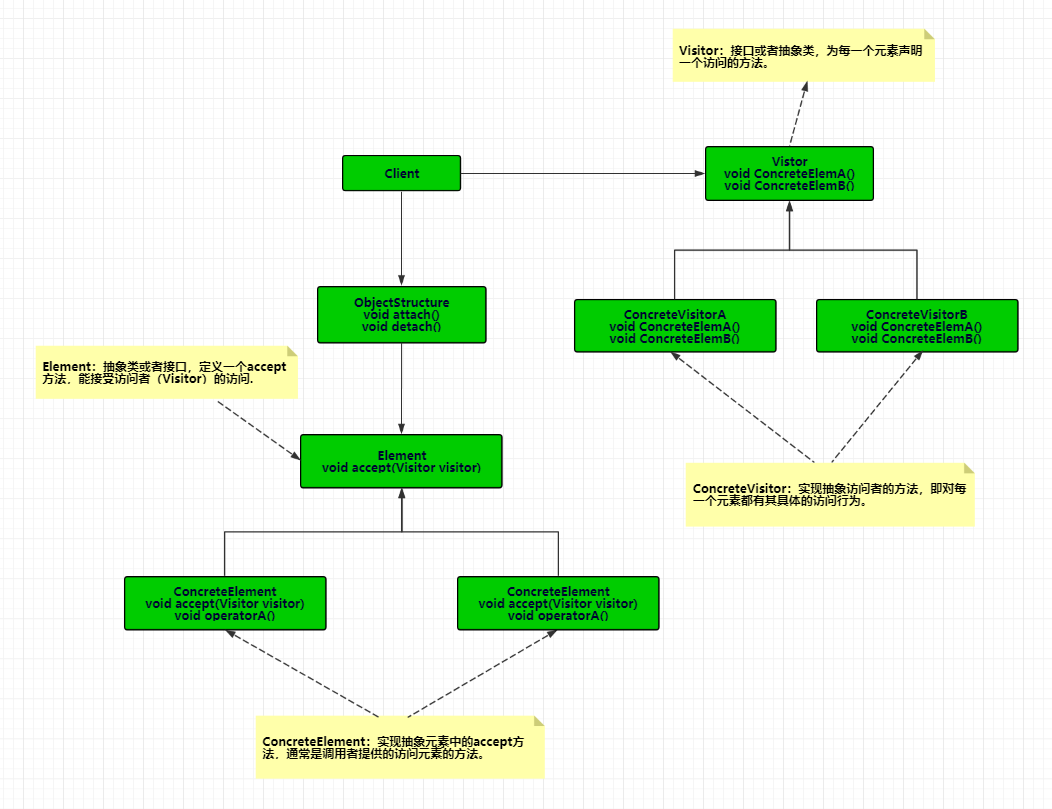 Visitor：接口或者抽象类，为每一个元素声明
一个访问的方法。
Client
Vistor
void ConcreteElemA()
void ConcreteElemB()
ObjectStructure
void attach()
void detach()
ConcreteVisitorA
void ConcreteElemA()
void ConcreteElemB()
ConcreteVisitorB
void ConcreteElemA()
void ConcreteElemB()
Element：抽象类或者接口，定义一个accept
方法，能接受访问者（Visitor）的访问.
Element
void accept(Visitor visitor)
ConcreteVisitor：实现抽象访问者的方法，即对每
一个元素都有其具体的访问行为。
ConcreteElement
void accept(Visitor visitor)
void operatorA()
ConcreteElement
void accept(Visitor visitor)
void operatorA()
ConcreteElement：实现抽象元素中的accept方
法，通常是调用者提供的访问元素的方法。